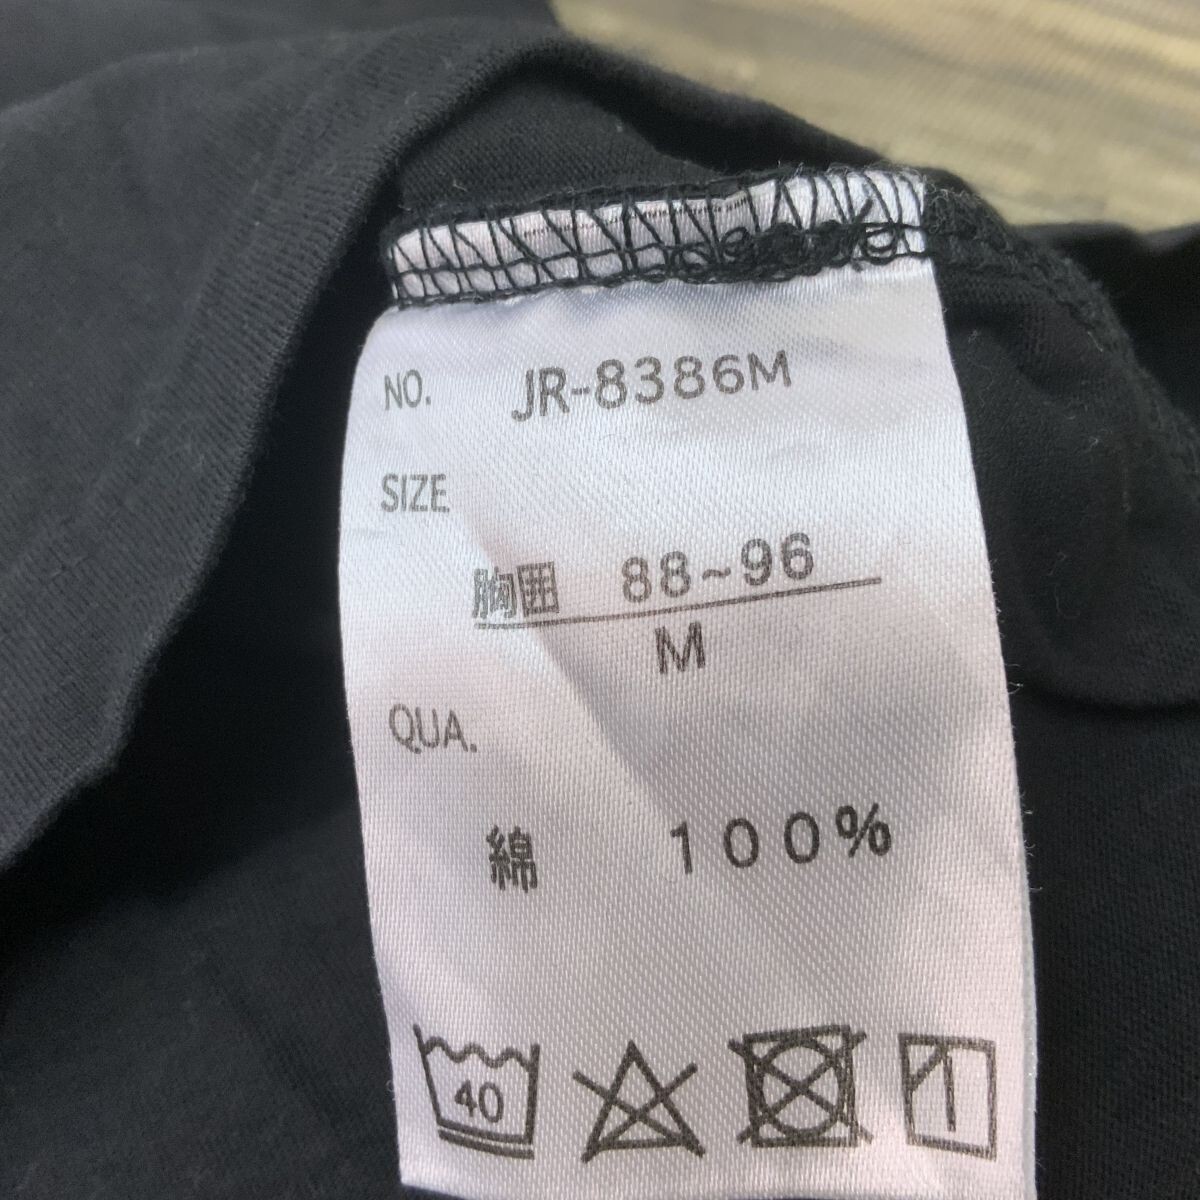 NO. JR-8386M
SIZE
胸囲 88~96
M
QUA.
綿 100%
40